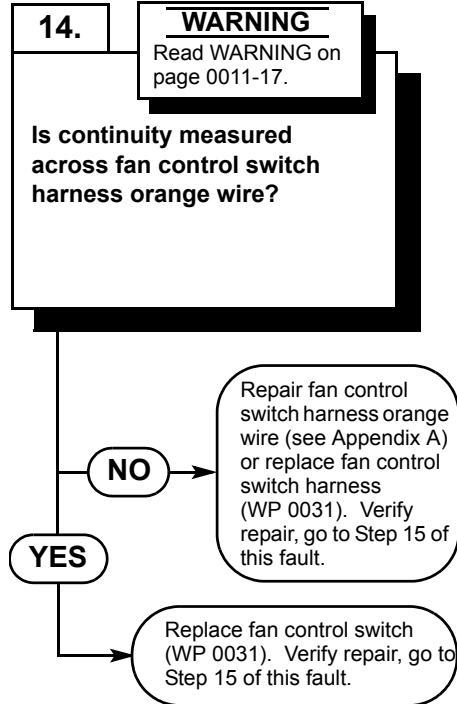 14.
WARNING
Read WARNING on
page 0011-17.
Is continuity measured
across fan control switch
harness orange wire?
NO
Repair fan control
switch harness orange
wire (see Appendix A)
or replace fan control
switch harness
(WP 0031).  Verify
repair, go to Step 15 of
this fault.
YES
Replace fan control switch
(WP 0031).  Verify repair, go to
Step 15 of this fault.